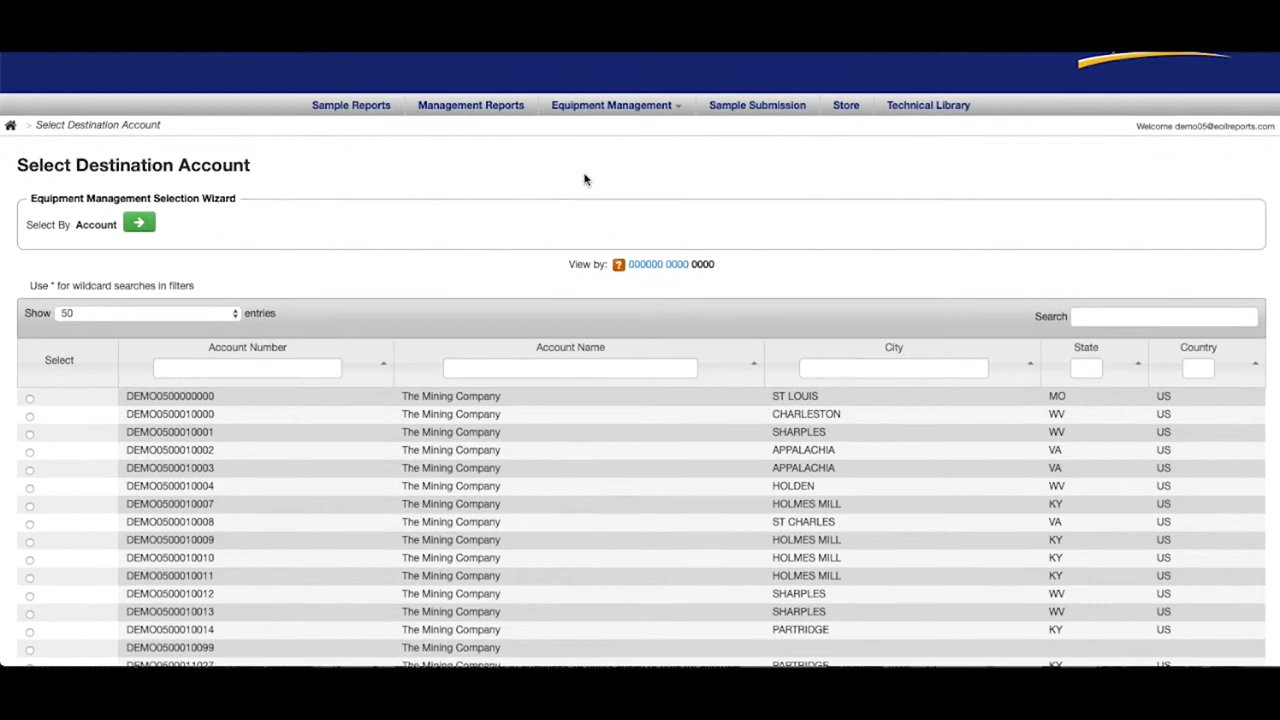 Sample Reports Management Reports Equipment Management Sample Submission Store Technical Library
> Select Destination Account Welcome demo05@eoilreports.com
Select Destination Account
Equipment Management Selection Wizard
Select By Account
View by: ? 000000 0000 0000
Use * for wildcard searches in filters
Show 50 entries Search
Select Account Number Account Name City State Country
DEMO0500000000 The Mining Company ST LOUIS MO US
DEMO0500010000 The Mining Company CHARLESTON WV US
DEMO0500010001 The Mining Company SHARPLES WV US
DEMO0500010002 The Mining Company APPALACHIA VA US
DEMO0500010003 The Mining Company APPALACHIA VA US
DEMO0500010004 The Mining Company HOLDEN WV US
DEMO0500010007 The Mining Company HOLMES MILL KY US
DEMO0500010008 The Mining Company ST CHARLES VA US
DEMO0500010009 The Mining Company HOLMES MILL KY US
DEMO0500010010 The Mining Company HOLMES MILL KY US
DEMO0500010011 The Mining Company HOLMES MILL KY US
DEMO0500010012 The Mining Company SHARPLES WV US
DEMO0500010013 The Mining Company SHARPLES WV US
DEMO0500010014 The Mining Company PARTRIDGE KY US
DEMO0500010099 The Mining Company
DEMO0500011027 The Mining Company PARTRIDGE KY US